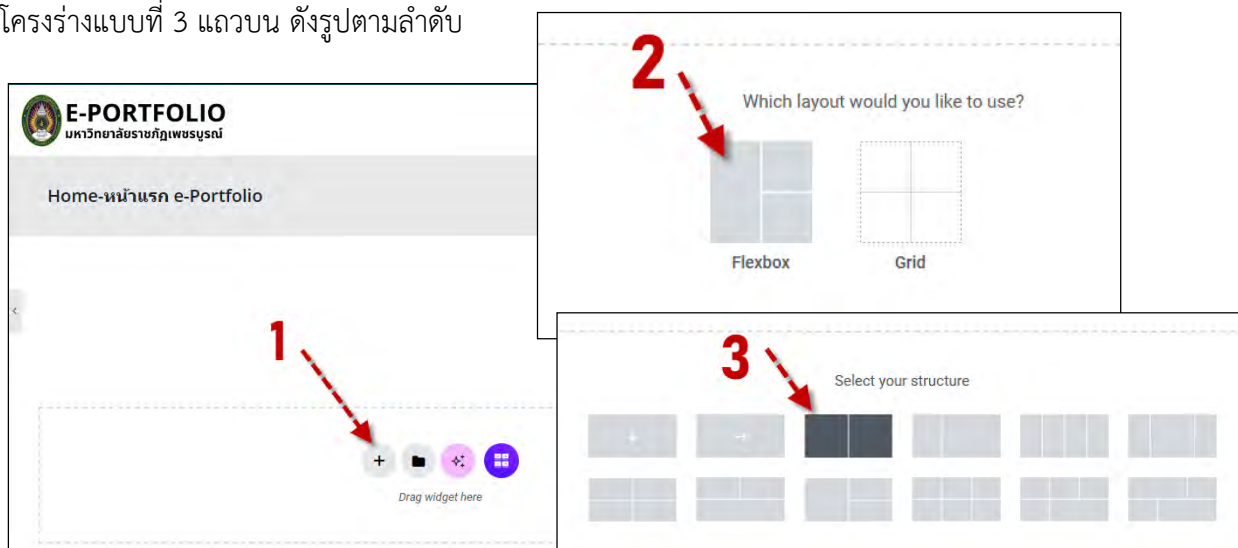 โครงร่างแบบที่ 3 แถวบน ดังรูปตามลำดับ
E-PORTFOLIO
มหาวิทยาลัยราชภัฏเพชรบูรณ์
Home-หน้าแรก e-Portfolio
1
Drag widget here
2
Which layout would you like to use?
Flexbox
Grid
3
Select your structure